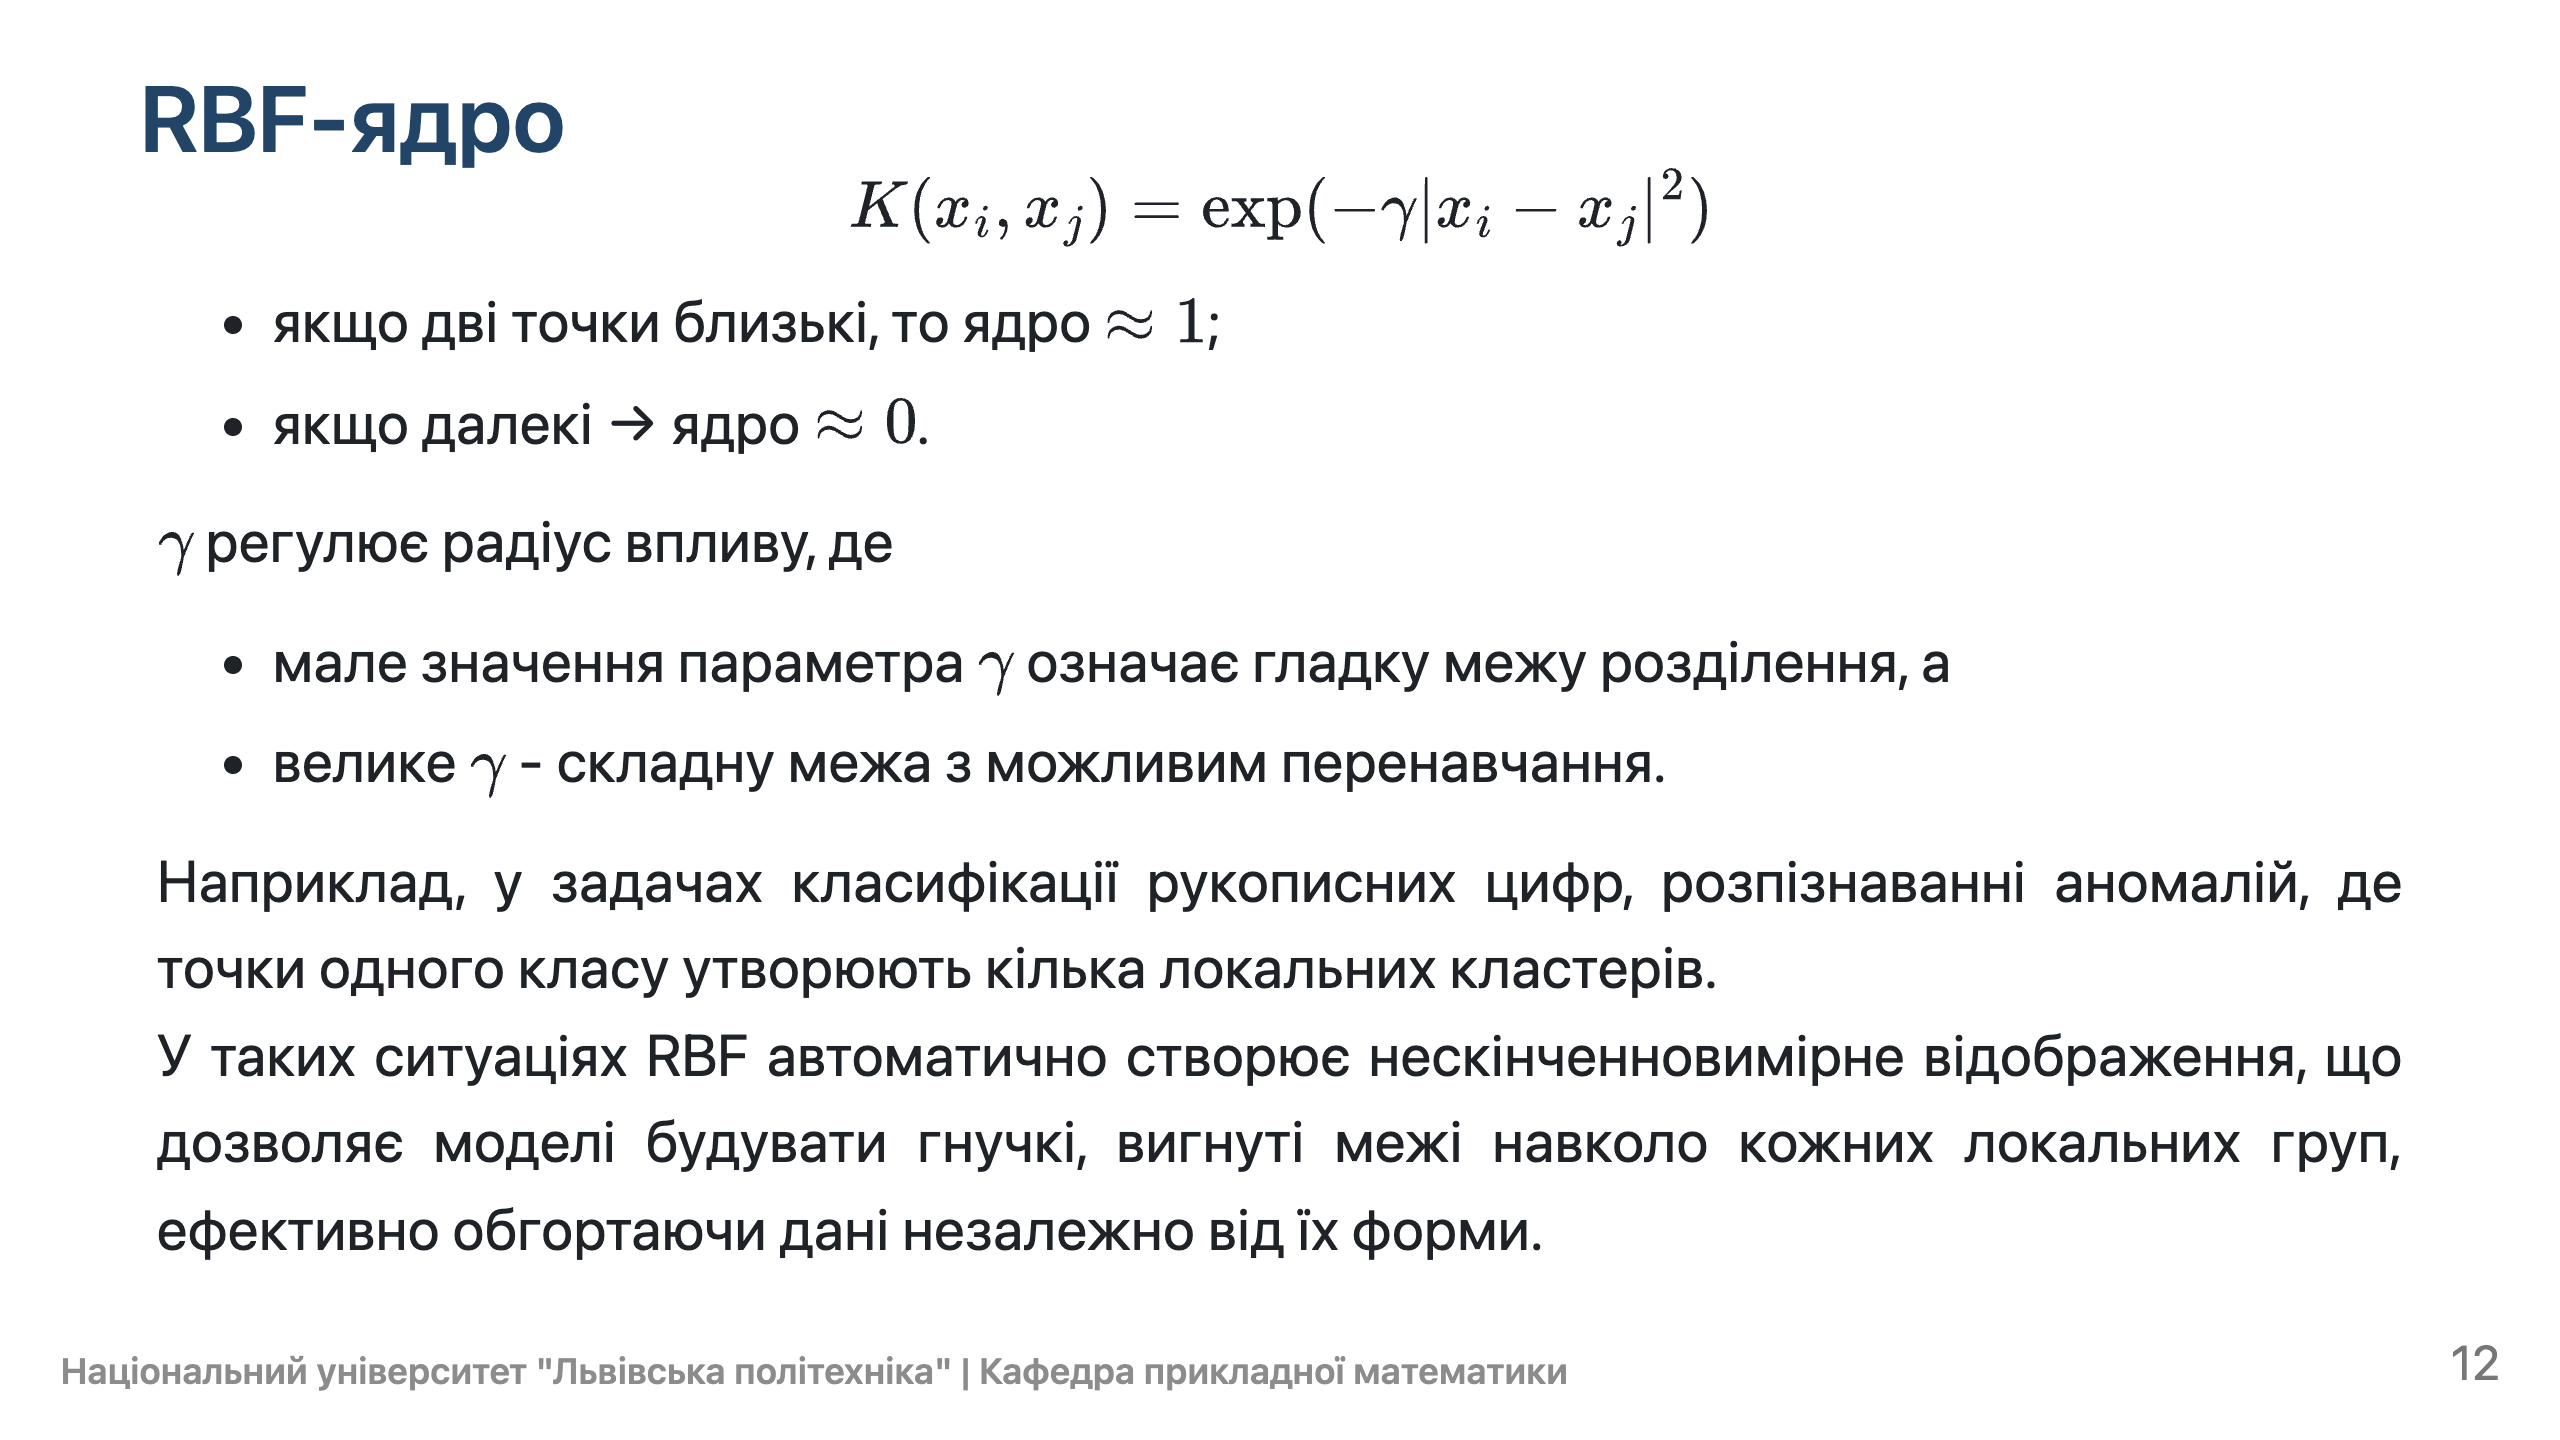 RBF-ядро
K(x_i, x_j) = exp(−γ|x_i − x_j|^2)
• якщо дві точки близькі, то ядро ≈ 1;
• якщо далекі → ядро ≈ 0.
γ регулює радіус впливу, де
• мале значення параметра γ означає гладку межу розділення, а
• велике γ - складну межа з можливим перенавчання.
Наприклад, у задачах класифікації рукописних цифр, розпізнаванні аномалій, де
точки одного класу утворюють кілька локальних кластерів.
У таких ситуаціях RBF автоматично створює нескінченновимірне відображення, що
дозволяє моделі будувати гнучкі, вигнуті межі навколо кожних локальних груп,
ефективно обгортаючи дані незалежно від їх форми.
Національний університет "Львівська політехніка" | Кафедра прикладної математики
12